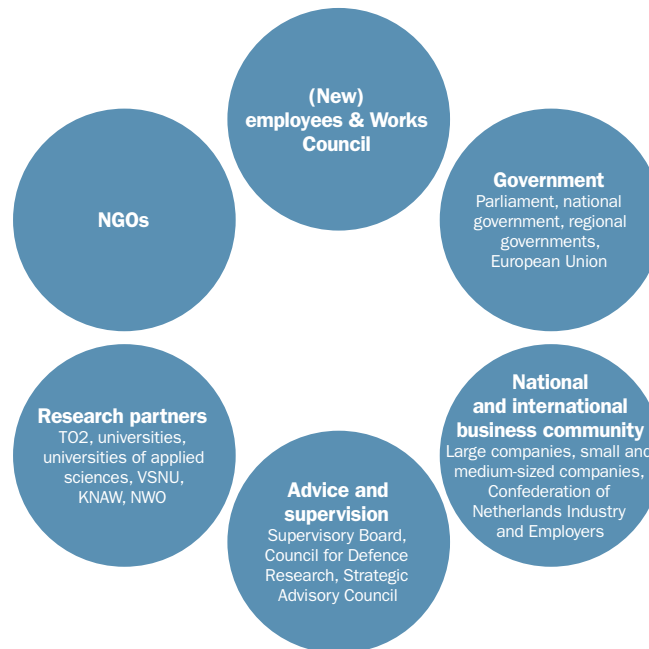 (New)
employees & Works
Council
Government
Parliament, national
government, regional
governments,
European Union
NGOs
National
and international
business community
Large companies, small and
medium-sized companies,
Confederation of
Netherlands Industry
and Employers
Research partners
TO2, universities,
universities of applied
sciences, VSNU,
KNAW, NWO
Advice and
supervision
Supervisory Board,
Council for Defence
Research, Strategic
Advisory Council